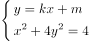 y = kx + m
x² + 4y² = 4